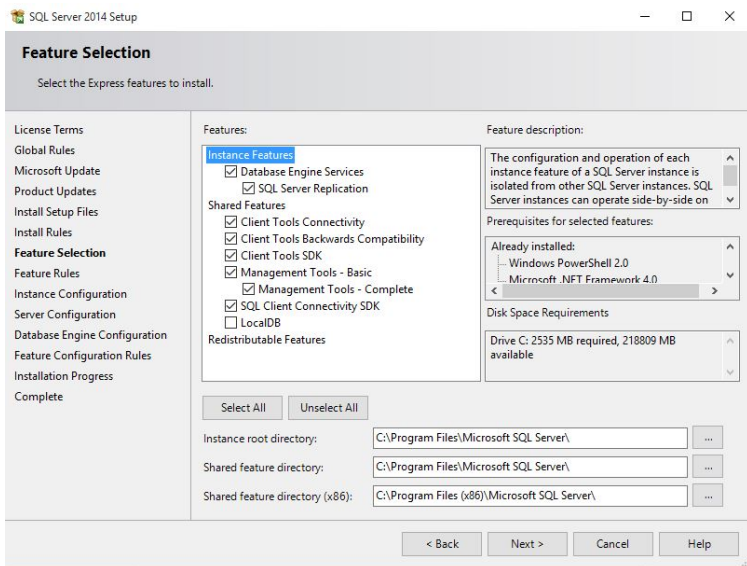 SQL Server 2014 Setup
Feature Selection
Select the Express features to install.
License Terms
Global Rules
Microsoft Update
Product Updates
Install Setup Files
Install Rules
Feature Selection
Feature Rules
Instance Configuration
Server Configuration
Database Engine Configuration
Feature Configuration Rules
Installation Progress
Complete
Features:
Instance Features
Database Engine Services
SQL Server Replication
Shared Features
Client Tools Connectivity
Client Tools Backwards Compatibility
Client Tools SDK
Management Tools - Basic
Management Tools - Complete
SQL Client Connectivity SDK
LocalDB
Redistributable Features
Feature description:
The configuration and operation of each
instance feature of a SQL Server instance is
isolated from other SQL Server instances. SQL
Server instances can operate side-by-side on
Prerequisites for selected features:
Already installed:
Windows PowerShell 2.0
Microsoft .NET Framework 4.0
Disk Space Requirements
Drive C: 2535 MB required, 218809 MB
available
Select All
Unselect All
Instance root directory:
C:\Program Files\Microsoft SQL Server\
...
Shared feature directory:
C:\Program Files\Microsoft SQL Server\
...
Shared feature directory (x86):
C:\Program Files (x86)\Microsoft SQL Server\
...
< Back
Next >
Cancel
Help